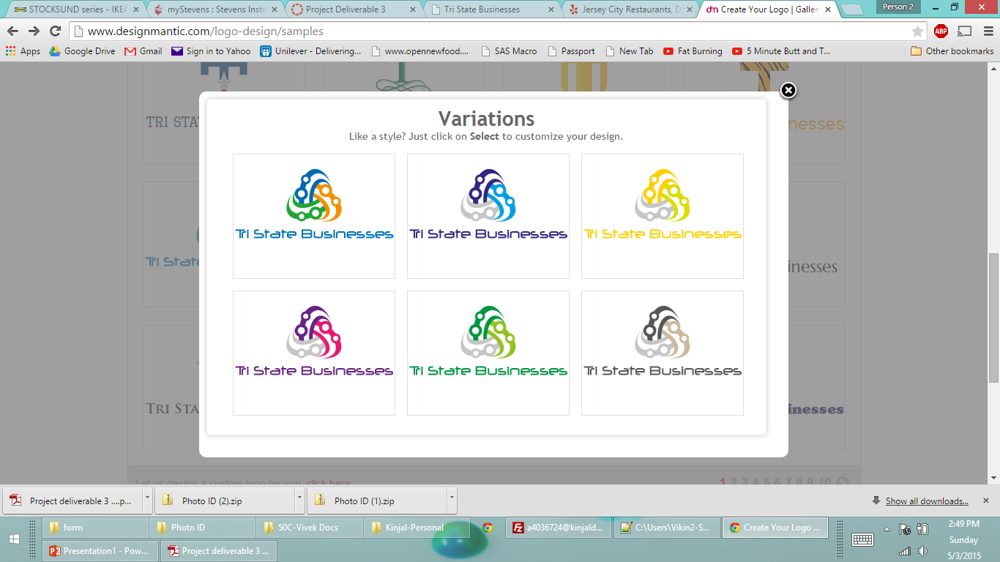 STOCKSUND series - IKEA
myStevens : Stevens Instit
Project Deliverable 3
Tri State Businesses
Jersey City Restaurants, D
dm Create Your Logo | Galler
Person 2
www.designmantic.com/logo-design/samples
ABP
Apps
Google Drive
Gmail
Sign in to Yahoo
Unilever - Delivering...
www.opennewfood....
SAS Macro
Passport
New Tab
Fat Burning
5 Minute Butt and T...
Other bookmarks
TRI STAT
nesses
Variations
Like a style? Just click on Select to customize your design.
Tri State Businesses
Tri State Businesses
Tri State Businesses
Tri State
inesses
Tri State Businesses
Tri State Businesses
Tri State Businesses
TRI STA
inesses
Let us design a custom logo for you, click here
1 2 3 4 5 6 7 8 9 10
Project deliverable 3 ....p...
Photo ID (2).zip
Photo ID (1).zip
Show all downloads...
form
Photo ID
50C-Vivek Docs
Kinjal-Personal
a4036724@kinjald...
C:\Users\Vikin2-S...
Create Your Logo ...
Presentation1 - Pow...
Project deliverable 3 ...
2:49 PM
Sunday
5/3/2015